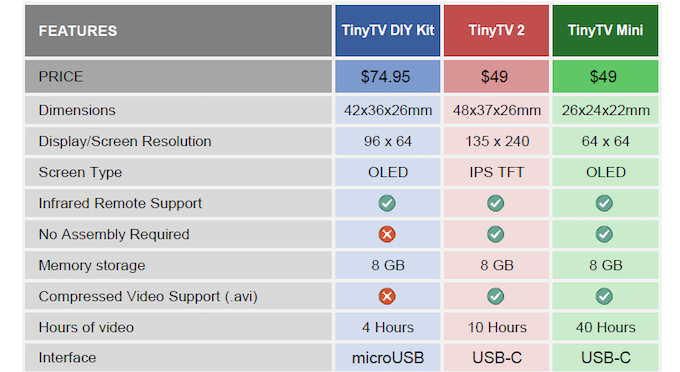 FEATURES TinyTV DIY Kit TinyTV 2 TinyTV Mini
PRICE $74.95 $49 $49
Dimensions 42x36x26mm 48x37x26mm 26x24x22mm
Display/Screen Resolution 96 x 64 135 x 240 64 x 64
Screen Type OLED IPS TFT OLED
Infrared Remote Support
No Assembly Required
Memory storage 8 GB 8 GB 8 GB
Compressed Video Support (.avi)
Hours of video 4 Hours 10 Hours 40 Hours
Interface microUSB USB-C USB-C